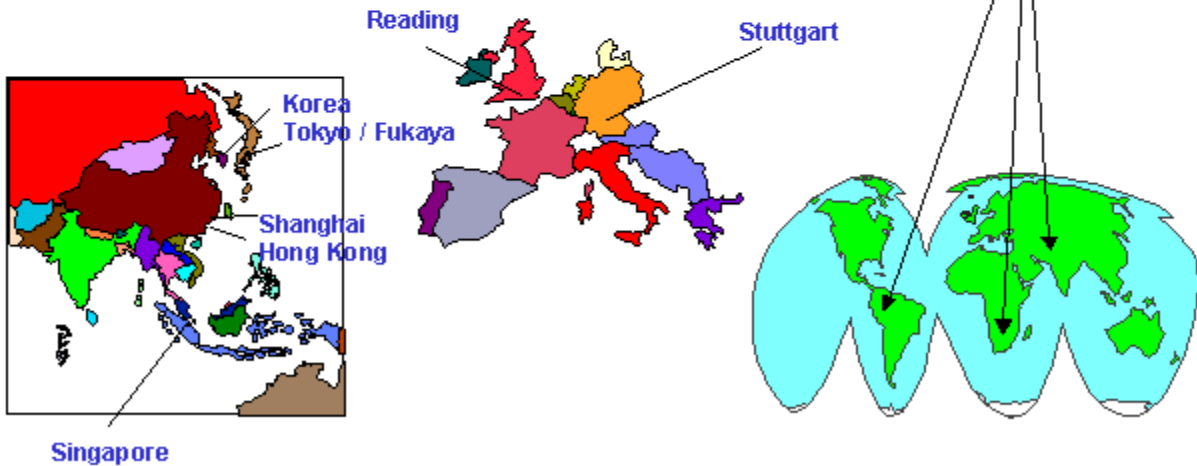 Reading
Stuttgart
Korea
Tokyo / Fukaya
Shanghai
Hong Kong
Singapore